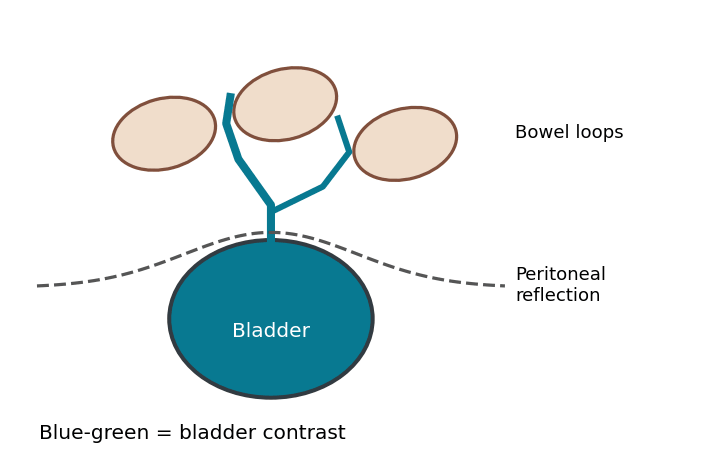 Bowel loops
Peritoneal
reflection
Bladder
Blue-green = bladder contrast